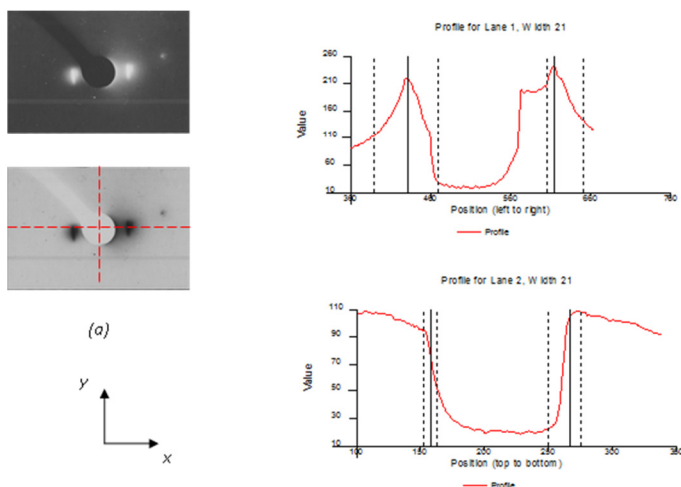 Profile for Lane 1, Width 21
Value
260
210
160
110
60
10
380
460
560
660
760
Position (left to right)
Profile
(a)
y
x
Profile for Lane 2, Width 21
Value
110
90
70
50
30
10
100
150
200
250
300
350
Position (top to bottom)
Profile